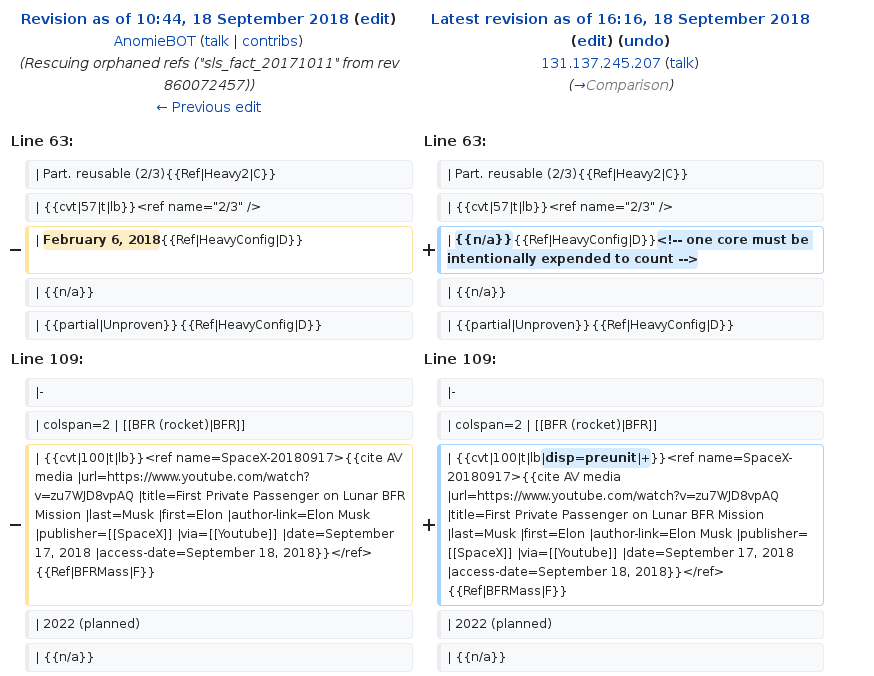 Revision as of 10:44, 18 September 2018 (edit)
AnomieBOT (talk | contribs)
(Rescuing orphaned refs ("sls_fact_20171011" from rev
860072457))
← Previous edit
Latest revision as of 16:16, 18 September 2018
(edit) (undo)
131.137.245.207 (talk)
(→Comparison)
Line 63:
Line 63:
| Part. reusable (2/3){{Ref|Heavy2|C}}
| Part. reusable (2/3){{Ref|Heavy2|C}}
| {{cvt|57|t|lb}}<ref name="2/3" />
| {{cvt|57|t|lb}}<ref name="2/3" />
− | February 6, 2018{{Ref|HeavyConfig|D}}
+ | {{n/a}}{{Ref|HeavyConfig|D}}<!-- one core must be
intentionally expended to count -->
| {{n/a}}
| {{n/a}}
| {{partial|Unproven}}{{Ref|HeavyConfig|D}}
| {{partial|Unproven}}{{Ref|HeavyConfig|D}}
Line 109:
Line 109:
|-
|-
| colspan=2 | [[BFR (rocket)|BFR]]
| colspan=2 | [[BFR (rocket)|BFR]]
| {{cvt|100|t|lb}}<ref name=SpaceX-20180917>{{cite AV
media |url=https://www.youtube.com/watch?
v=zu7WJD8vpAQ |title=First Private Passenger on Lunar BFR
Mission |last=Musk |first=Elon |author-link=Elon Musk
− |publisher=[[SpaceX]] |via=[[Youtube]] |date=September
17, 2018 |access-date=September 18, 2018}}</ref>
{{Ref|BFRMass|F}}
| {{cvt|100|t|lb|disp=preunit|+}}<ref name=SpaceX-
20180917>{{cite AV media
|url=https://www.youtube.com/watch?v=zu7WJD8vpAQ
|title=First Private Passenger on Lunar BFR Mission
+ |last=Musk |first=Elon |author-link=Elon Musk |publisher=
[[SpaceX]] |via=[[Youtube]] |date=September 17, 2018
|access-date=September 18, 2018}}</ref>
{{Ref|BFRMass|F}}
| 2022 (planned)
| 2022 (planned)
| {{n/a}}
| {{n/a}}